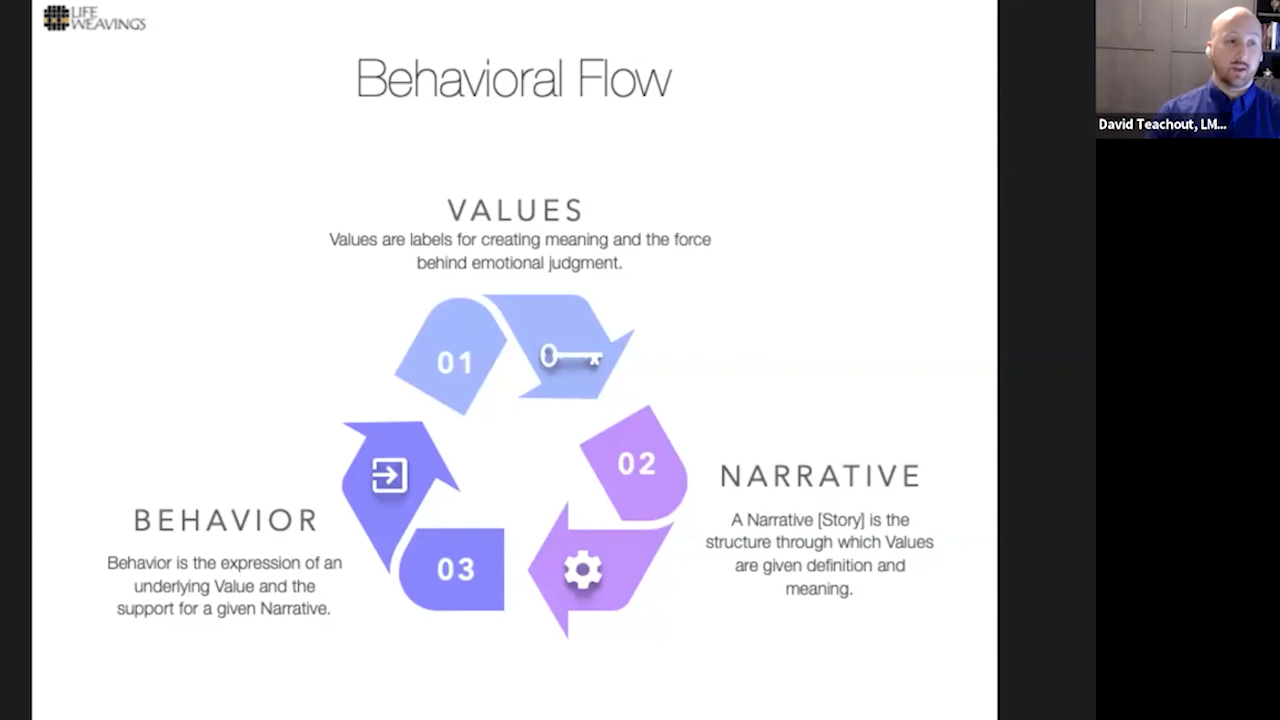 LIFE
WEAVINGS
Behavioral Flow
VALUES
Values are labels for creating meaning and the force
behind emotional judgment.
01
02
NARRATIVE
A Narrative [Story] is the
structure through which Values
are given definition and
meaning.
BEHAVIOR
Behavior is the expression of an
underlying Value and the
support for a given Narrative.
03
David Teachout, LM...